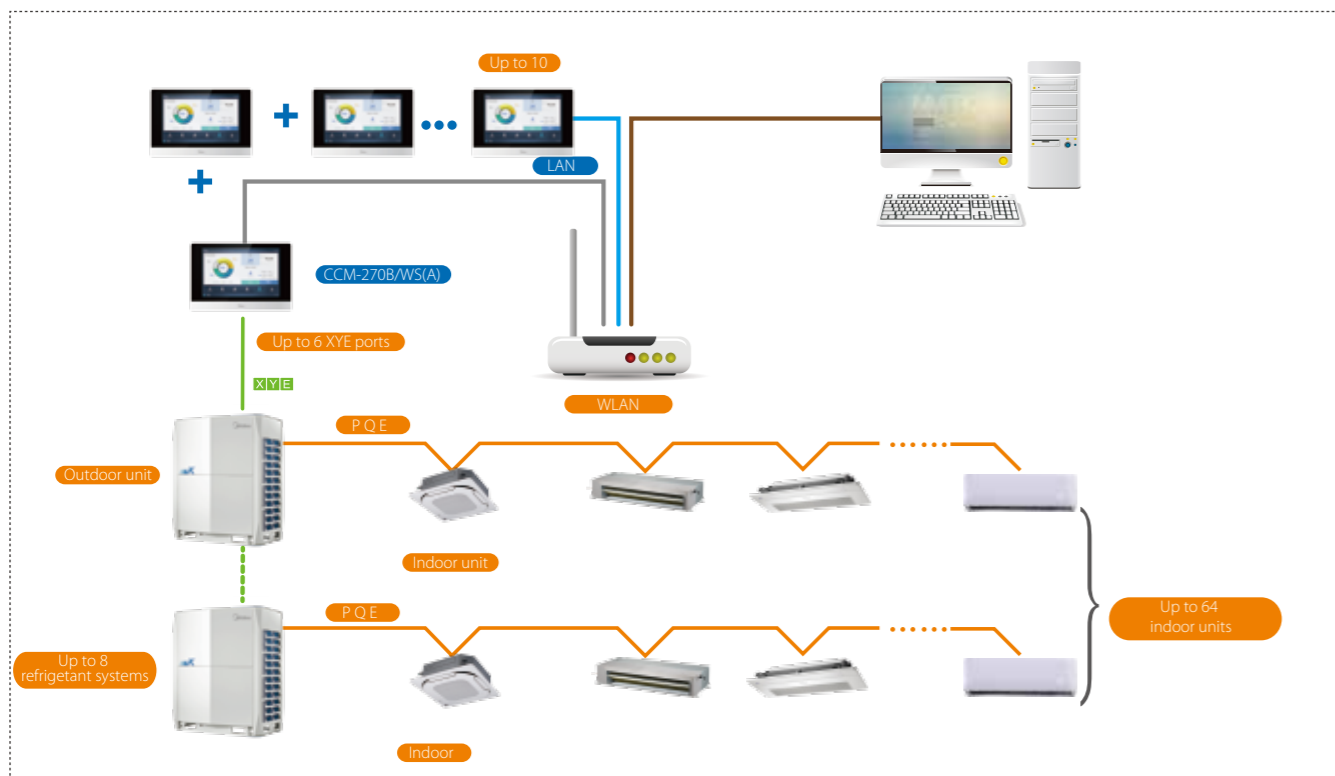 Up to 10
LAN
CCM-270B/WS(A)
Up to 6 XYE ports
X Y E
WLAN
P Q E
Outdoor unit
Indoor unit
P Q E
Up to 64
indoor units
Up to 8
refrigetant systems
Indoor